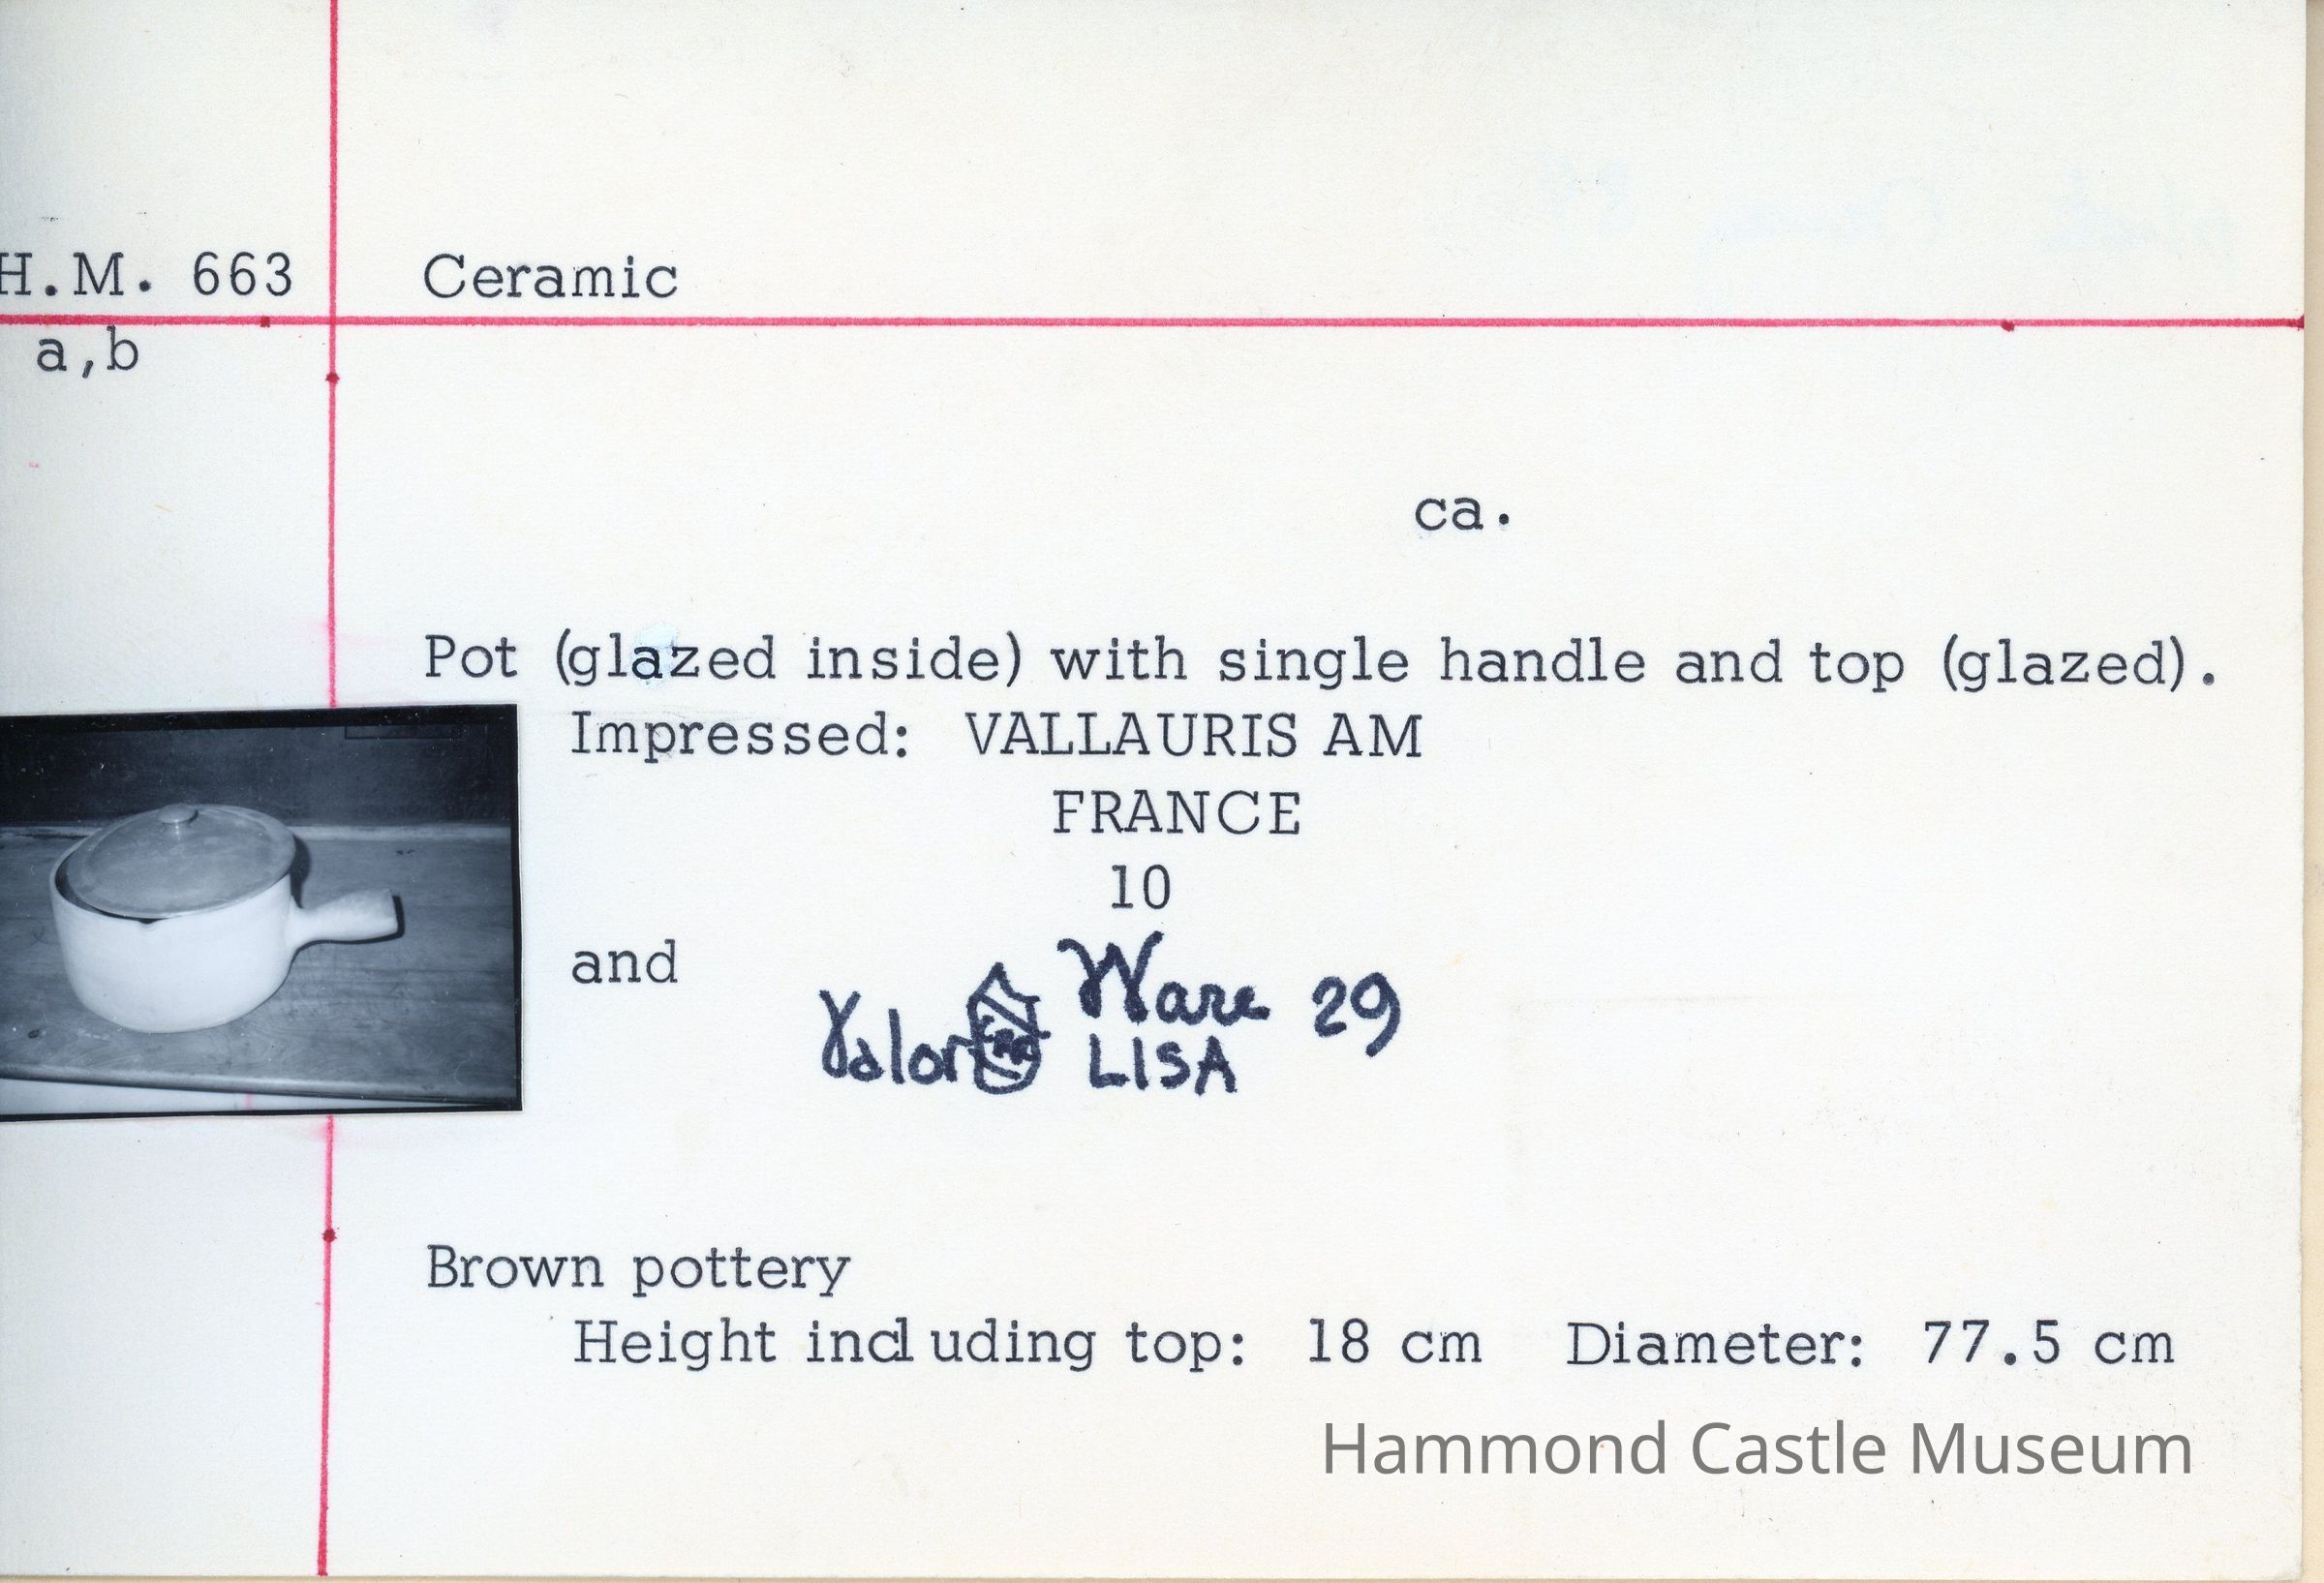 H.M. 663 Ceramic
a,b
ca.
Pot (glazed inside) with single handle and top (glazed).
Impressed: VALLAURIS AM
FRANCE
10
and
Valor Ware 29
LISA
Brown pottery
Height including top: 18 cm Diameter: 77.5 cm
Hammond Castle Museum